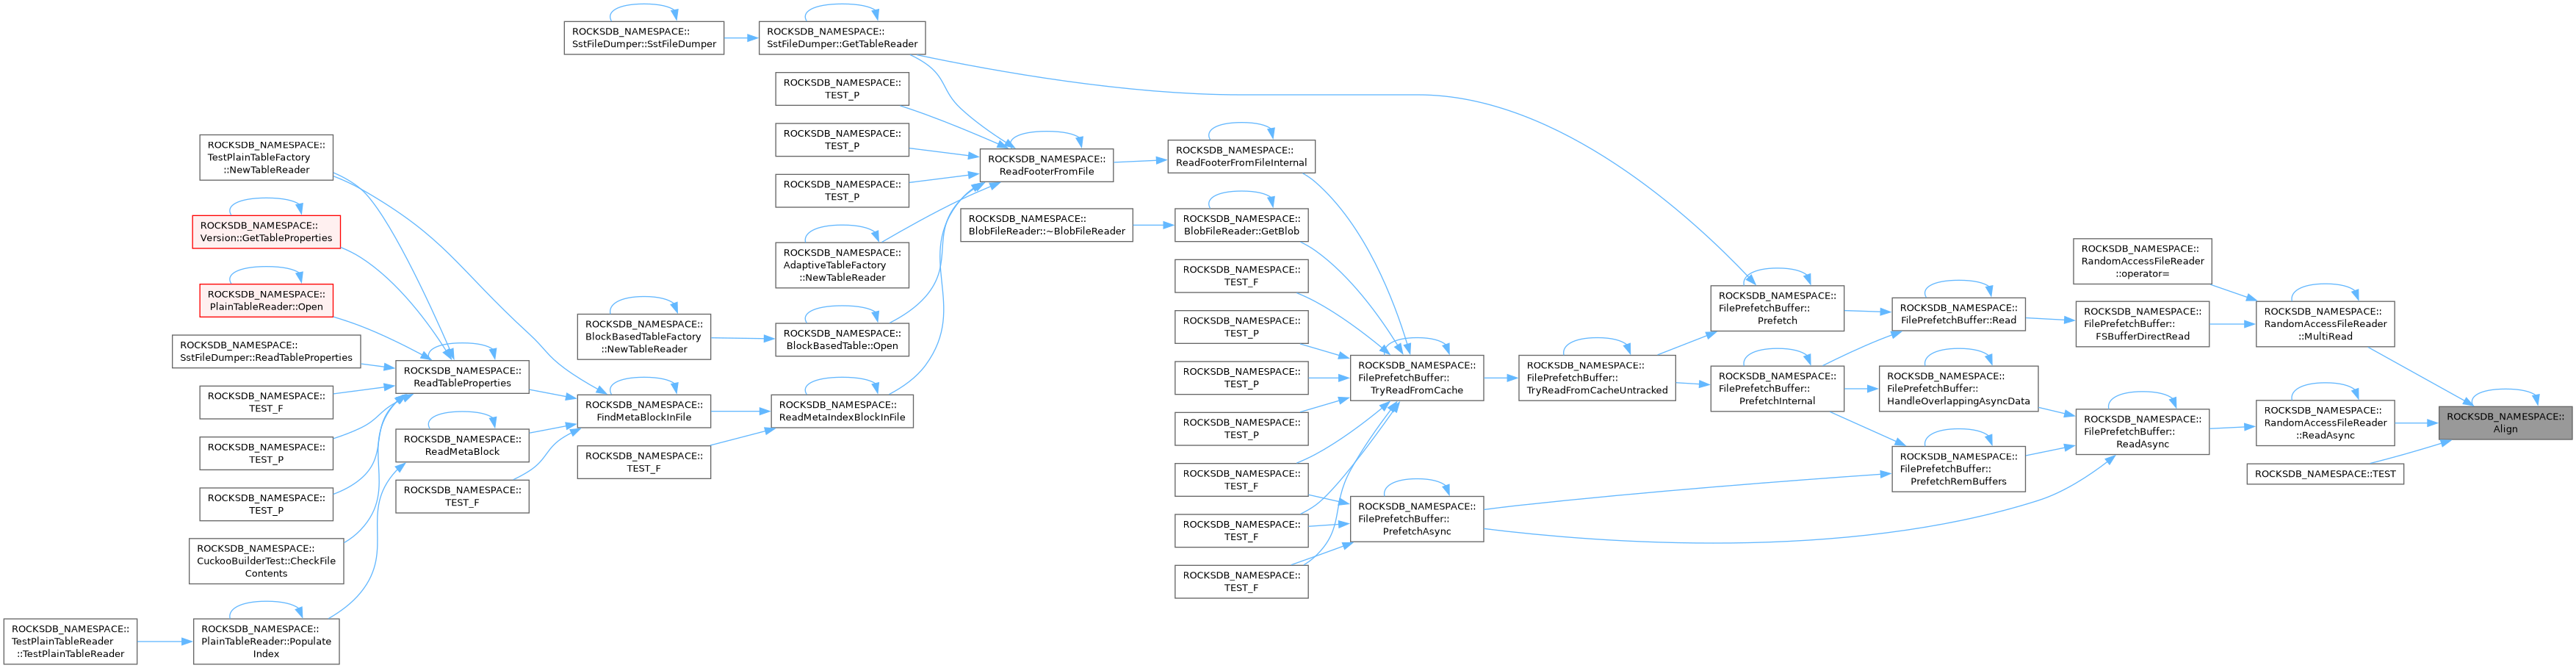 ROCKSDB_NAMESPACE::
SstFileDumper::SstFileDumper
ROCKSDB_NAMESPACE::
SstFileDumper::GetTableReader
ROCKSDB_NAMESPACE::
TEST_P
ROCKSDB_NAMESPACE::
TEST_P
ROCKSDB_NAMESPACE::
TEST_P
ROCKSDB_NAMESPACE::
ReadFooterFromFile
ROCKSDB_NAMESPACE::
ReadFooterFromFileInternal
ROCKSDB_NAMESPACE::
TestPlainTableFactory
::NewTableReader
ROCKSDB_NAMESPACE::
Version::GetTableProperties
ROCKSDB_NAMESPACE::
BlobFileReader::~BlobFileReader
ROCKSDB_NAMESPACE::
BlobFileReader::GetBlob
ROCKSDB_NAMESPACE::
AdaptiveTableFactory
::NewTableReader
ROCKSDB_NAMESPACE::
TEST_F
ROCKSDB_NAMESPACE::
RandomAccessFileReader
::operator=
ROCKSDB_NAMESPACE::
PlainTableReader::Open
ROCKSDB_NAMESPACE::
FilePrefetchBuffer::
Prefetch
ROCKSDB_NAMESPACE::
FilePrefetchBuffer::Read
ROCKSDB_NAMESPACE::
FilePrefetchBuffer::
FSBufferDirectRead
ROCKSDB_NAMESPACE::
RandomAccessFileReader
::MultiRead
ROCKSDB_NAMESPACE::
SstFileDumper::ReadTableProperties
ROCKSDB_NAMESPACE::
BlockBasedTableFactory
::NewTableReader
ROCKSDB_NAMESPACE::
BlockBasedTable::Open
ROCKSDB_NAMESPACE::
TEST_P
ROCKSDB_NAMESPACE::
TEST_P
ROCKSDB_NAMESPACE::
TEST_P
ROCKSDB_NAMESPACE::
FilePrefetchBuffer::
TryReadFromCache
ROCKSDB_NAMESPACE::
FilePrefetchBuffer::
TryReadFromCacheUntracked
ROCKSDB_NAMESPACE::
FilePrefetchBuffer::
PrefetchInternal
ROCKSDB_NAMESPACE::
FilePrefetchBuffer::
HandleOverlappingAsyncData
ROCKSDB_NAMESPACE::
ReadTableProperties
ROCKSDB_NAMESPACE::
TEST_F
ROCKSDB_NAMESPACE::
FindMetaBlockInFile
ROCKSDB_NAMESPACE::
ReadMetaIndexBlockInFile
ROCKSDB_NAMESPACE::
FilePrefetchBuffer::
ReadAsync
ROCKSDB_NAMESPACE::
RandomAccessFileReader
::ReadAsync
ROCKSDB_NAMESPACE::
Align
ROCKSDB_NAMESPACE::
TEST_P
ROCKSDB_NAMESPACE::
ReadMetaBlock
ROCKSDB_NAMESPACE::
TEST_F
ROCKSDB_NAMESPACE::
TEST_F
ROCKSDB_NAMESPACE::
FilePrefetchBuffer::
PrefetchRemBuffers
ROCKSDB_NAMESPACE::TEST
ROCKSDB_NAMESPACE::
TEST_P
ROCKSDB_NAMESPACE::
TEST_F
ROCKSDB_NAMESPACE::
TEST_F
ROCKSDB_NAMESPACE::
FilePrefetchBuffer::
PrefetchAsync
ROCKSDB_NAMESPACE::
CuckooBuilderTest::CheckFile
Contents
ROCKSDB_NAMESPACE::
TEST_F
ROCKSDB_NAMESPACE::
TestPlainTableReader
::TestPlainTableReader
ROCKSDB_NAMESPACE::
PlainTableReader::Populate
Index